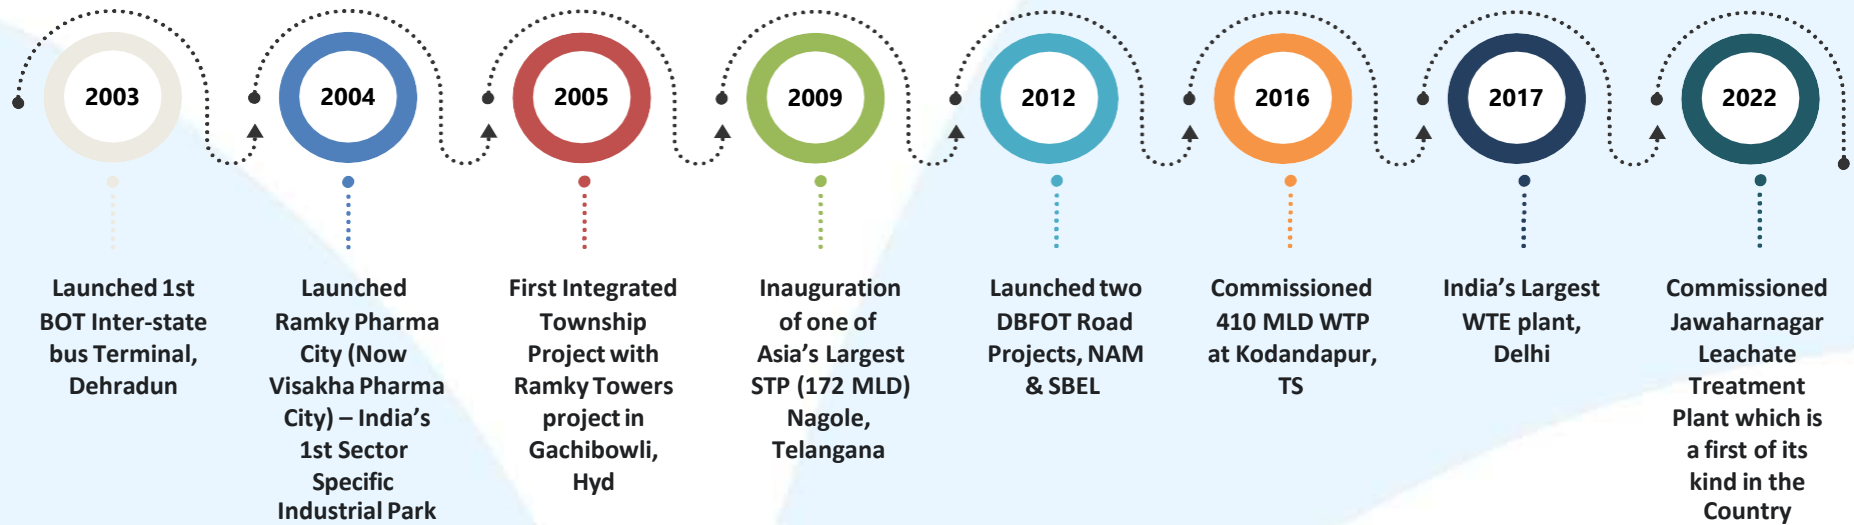 2003
2004
2005
2009
2012
2016
2017
2022
Launched 1st
BOT Inter-state
bus Terminal,
Dehradun
Launched
Ramky Pharma
City (Now
Visakha Pharma
City) – India’s
1st Sector
Specific
Industrial Park
First Integrated
Township
Project with
Ramky Towers
project in
Gachibowli,
Hyd
Inauguration
of one of
Asia’s Largest
STP (172 MLD)
Nagole,
Telangana
Launched two
DBFOT Road
Projects, NAM
& SBEL
Commissioned
410 MLD WTP
at Kodandapur,
TS
India’s Largest
WTE plant,
Delhi
Commissioned
Jawaharnagar
Leachate
Treatment
Plant which is
a first of its
kind in the
Country